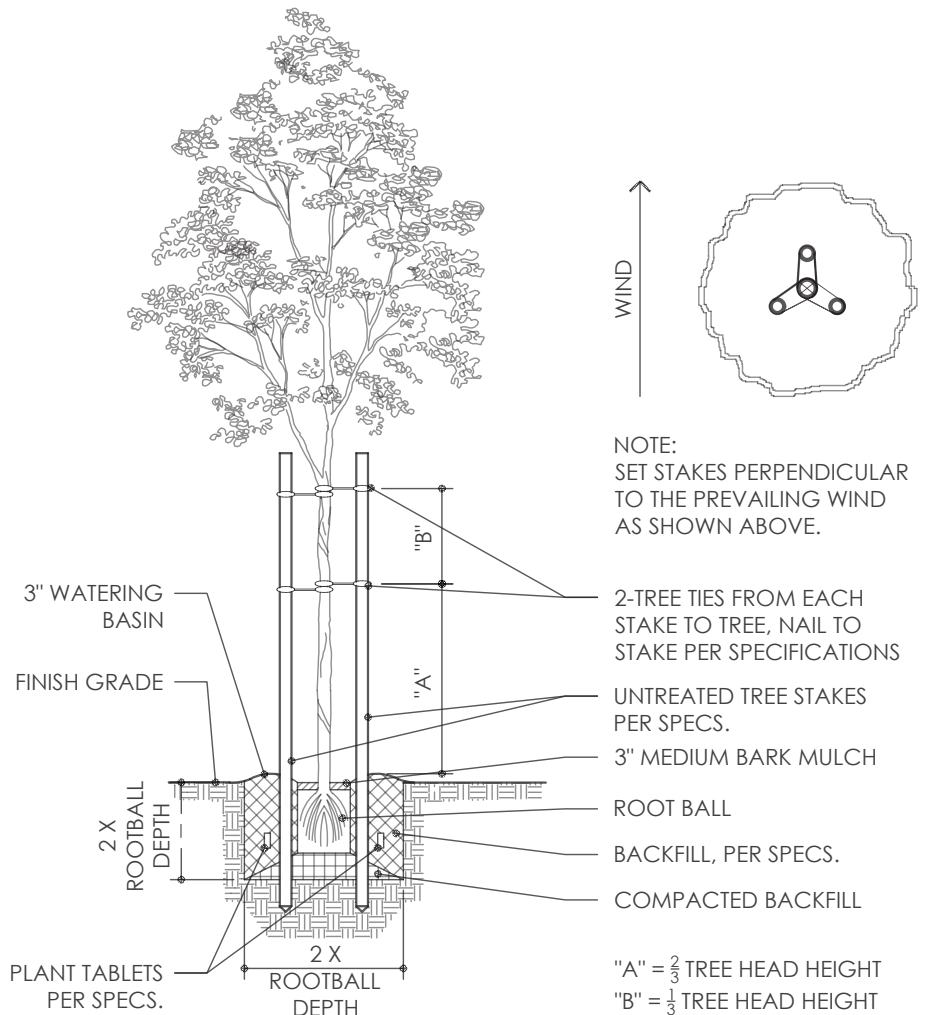 WIND
NOTE:
SET STAKES PERPENDICULAR
TO THE PREVAILING WIND
AS SHOWN ABOVE.
"B"
"A"
3" WATERING
BASIN
FINISH GRADE
2 X
ROOTBALL
DEPTH
PLANT TABLETS
PER SPECS.
2 X
ROOTBALL
DEPTH
2-TREE TIES FROM EACH
STAKE TO TREE, NAIL TO
STAKE PER SPECIFICATIONS
UNTREATED TREE STAKES
PER SPECS.
3" MEDIUM BARK MULCH
ROOT BALL
BACKFILL, PER SPECS.
COMPACTED BACKFILL
"A" = 2/3 TREE HEAD HEIGHT
"B" = 1/3 TREE HEAD HEIGHT